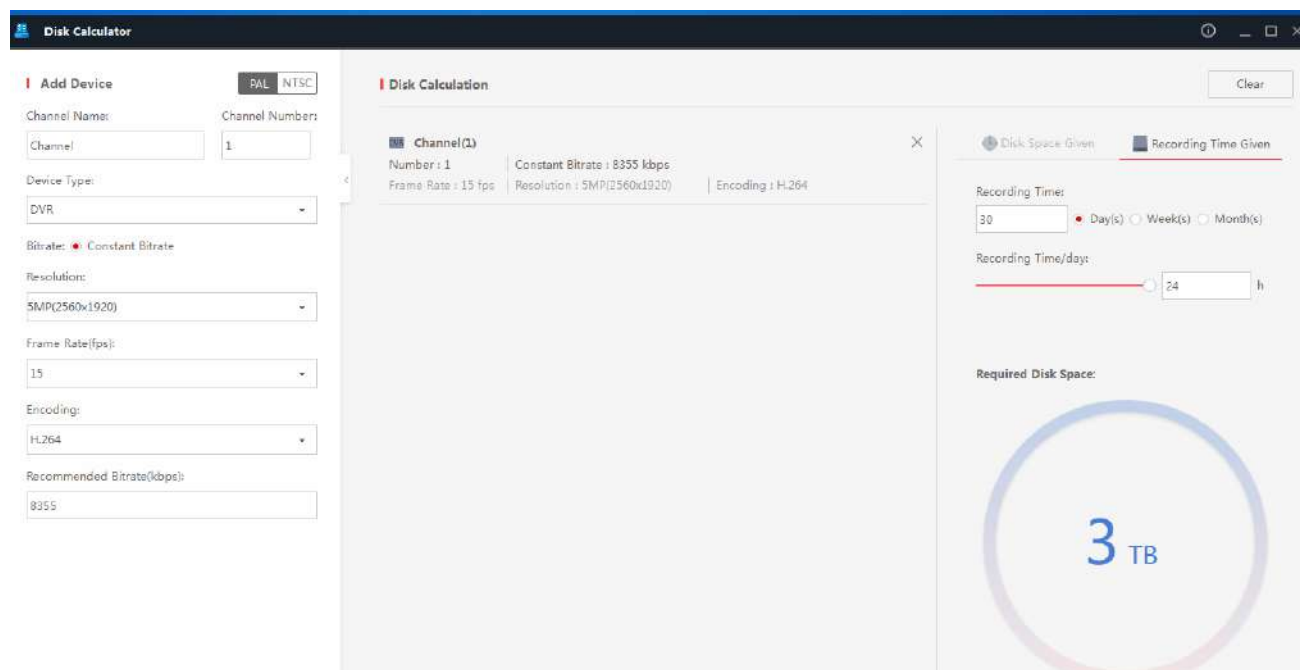 Disk Calculator
Add Device
PAL NTSC
Channel Name:
Channel Number:
Channel
1
Device Type:
DVR
Bitrate: Constant Bitrate
Resolution:
5MP(2560x1920)
Frame Rate(fps):
15
Encoding:
H.264
Recommended Bitrate(kbps):
8355
Disk Calculation
Clear
DVR Channel(1)
Number : 1 Constant Bitrate : 8355 kbps
Frame Rate : 15 fps Resolution : 5MP(2560x1920) Encoding : H.264
Disk Space Given Recording Time Given
Recording Time:
30 Day(s) Week(s) Month(s)
Recording Time/day:
24 h
Required Disk Space:
3 TB